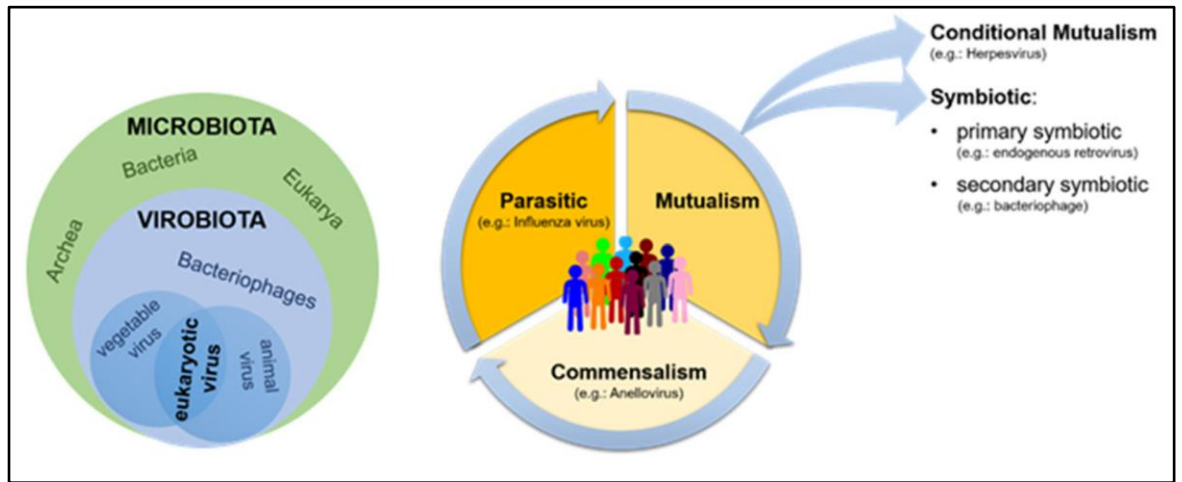 MICROBIOTA
Bacteria
Eukarya
Archea
VIROBIOTA
Bacteriophages
vegetable
virus
eukaryotic
virus
animal
virus
Parasitic
(e.g.: Influenza virus)
Mutualism
Commensalism
(e.g.: Anellovirus)
Conditional Mutualism
(e.g.: Herpesvirus)
Symbiotic:
• primary symbiotic
(e.g.: endogenous retrovirus)
• secondary symbiotic
(e.g.: bacteriophage)